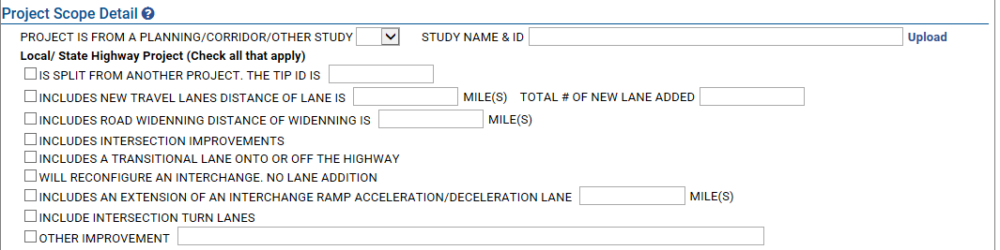 Project Scope Detail ?
PROJECT IS FROM A PLANNING/CORRIDOR/OTHER STUDY STUDY NAME & ID Upload
Local/ State Highway Project (Check all that apply)
IS SPLIT FROM ANOTHER PROJECT. THE TIP ID IS
INCLUDES NEW TRAVEL LANES DISTANCE OF LANE IS MILE(S) TOTAL # OF NEW LANE ADDED
INCLUDES ROAD WIDENNING DISTANCE OF WIDENNING IS MILE(S)
INCLUDES INTERSECTION IMPROVEMENTS
INCLUDES A TRANSITIONAL LANE ONTO OR OFF THE HIGHWAY
WILL RECONFIGURE AN INTERCHANGE. NO LANE ADDITION
INCLUDES AN EXTENSION OF AN INTERCHANGE RAMP ACCELERATION/DECELERATION LANE MILE(S)
INCLUDE INTERSECTION TURN LANES
OTHER IMPROVEMENT